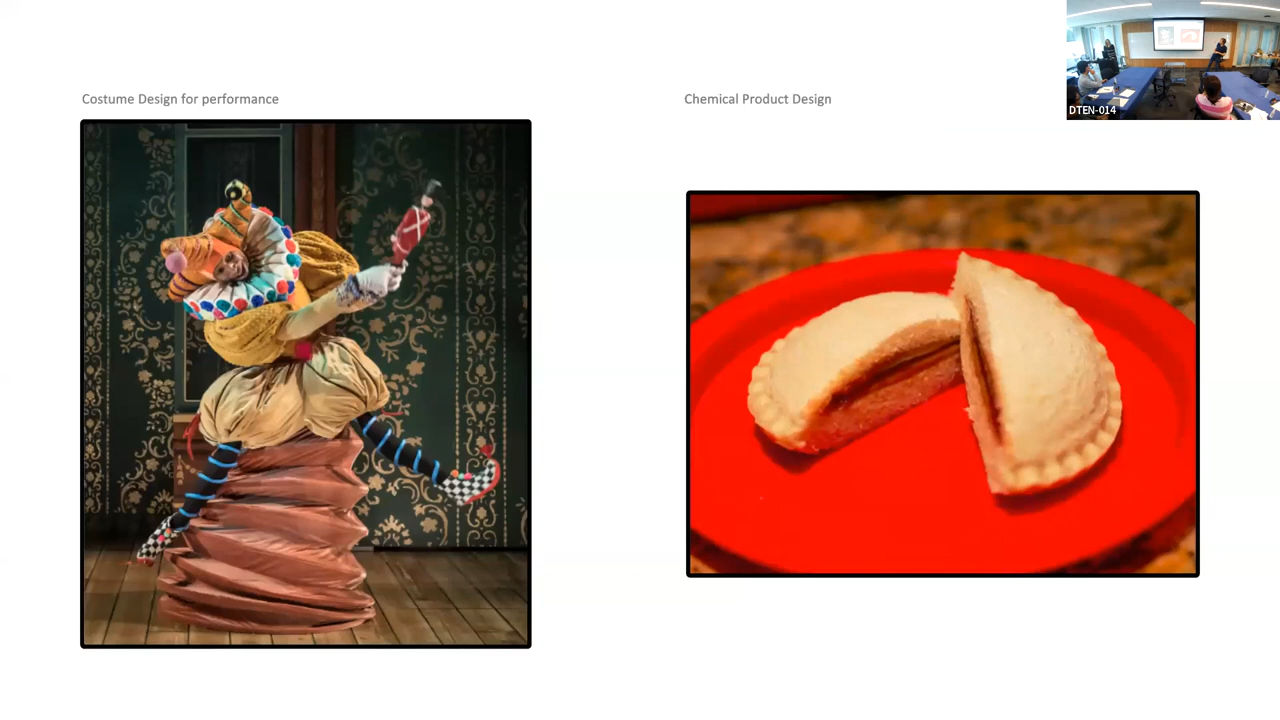 Costume Design for performance
Chemical Product Design
DTEN-014